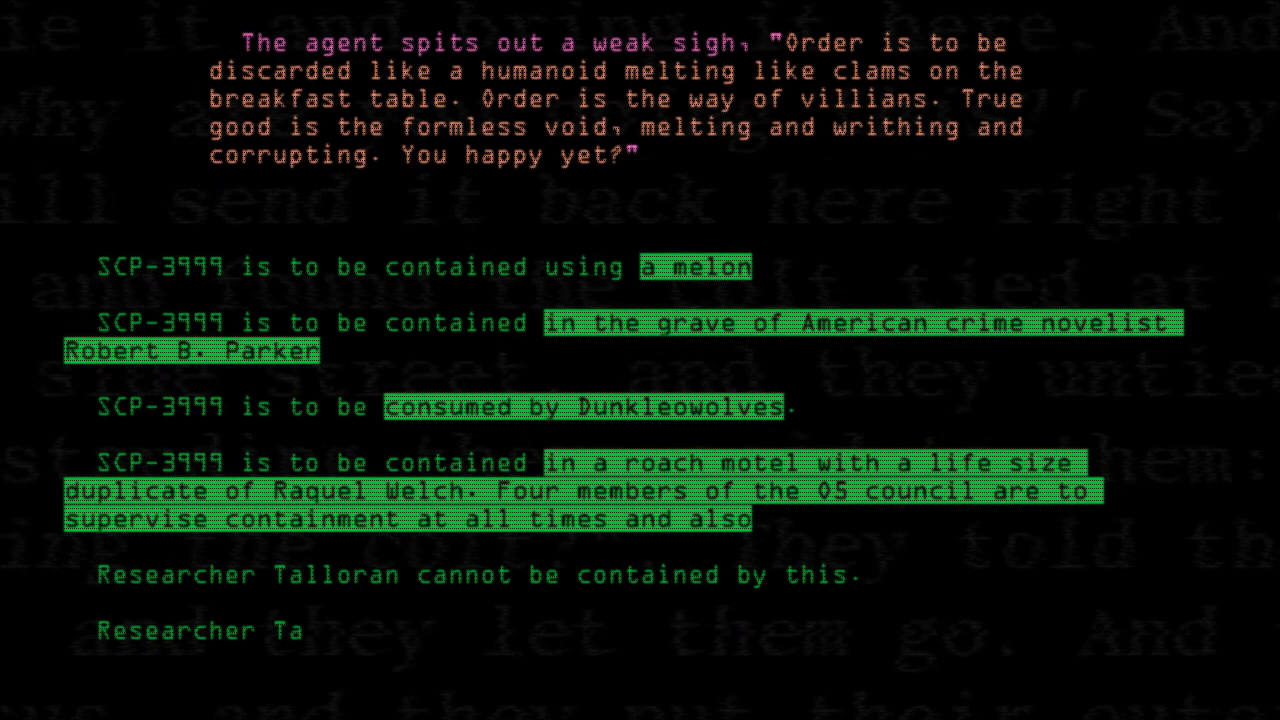 The agent spits out a weak sigh, "Order is to be
discarded like a humanoid melting like clams on the
breakfast table. Order is the way of villians. True
good is the formless void, melting and writhing and
corrupting. You happy yet?"
SCP-3999 is to be contained using a melon
SCP-3999 is to be contained in the grave of American crime novelist
Robert B. Parker
SCP-3999 is to be consumed by Dunkleowolves.
SCP-3999 is to be contained in a roach motel with a life size
duplicate of Raquel Welch. Four members of the O5 council are to
supervise containment at all times and also
Researcher Talloran cannot be contained by this.
Researcher Ta